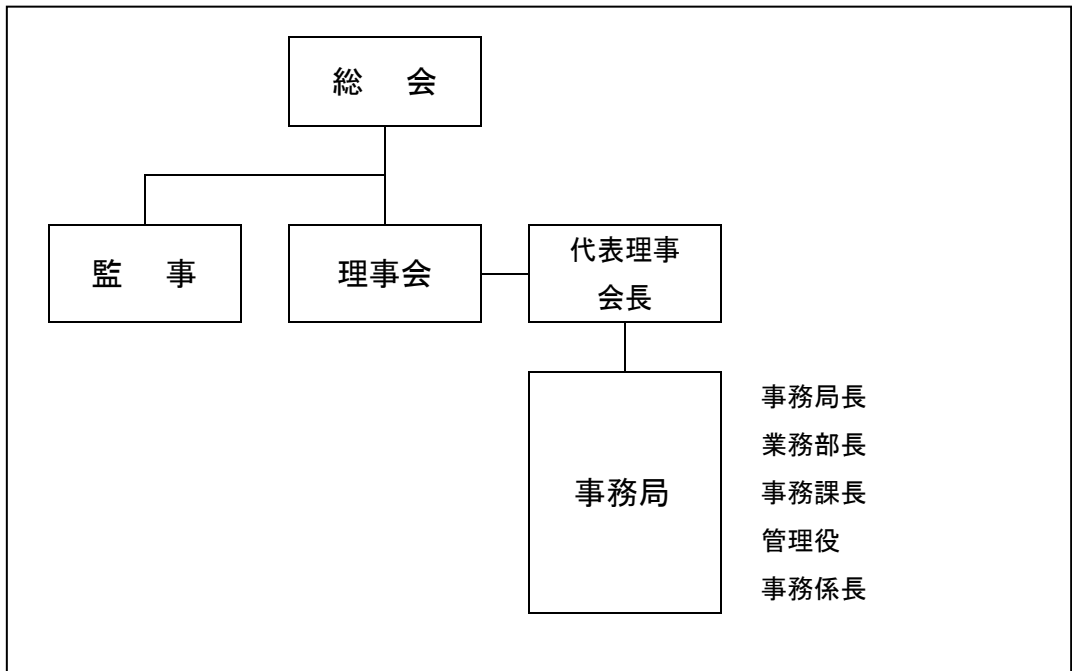 総 会
監 事
理事会
代表理事
会長
事務局
事務局長
業務部長
事務課長
管理役
事務係長